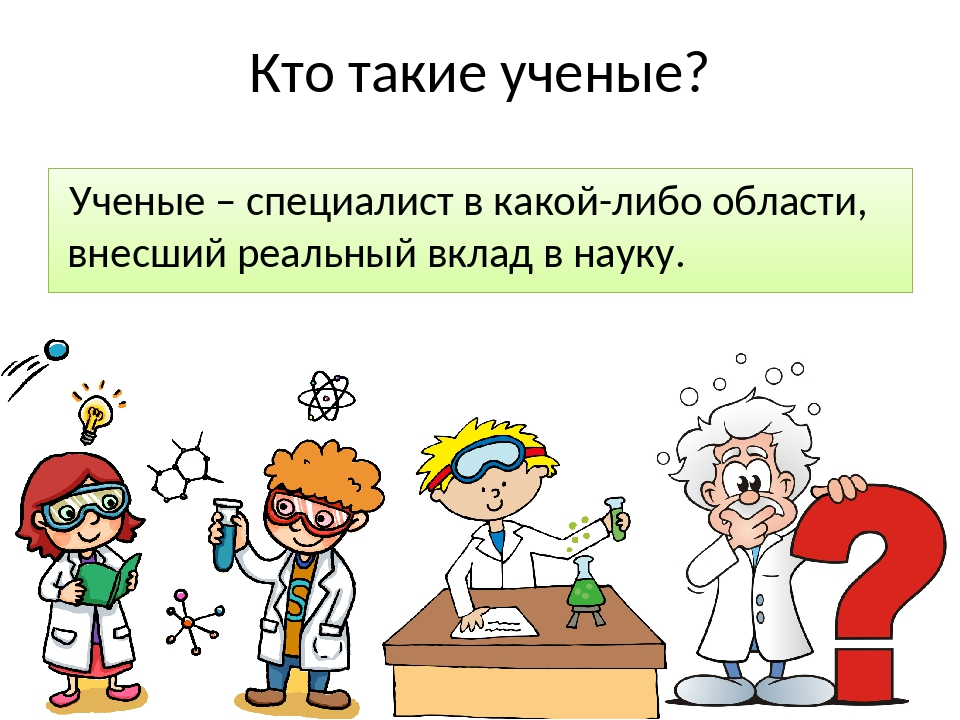 Кто такие ученые?
Ученые – специалист в какой-либо области,
внесший реальный вклад в науку.
S
?